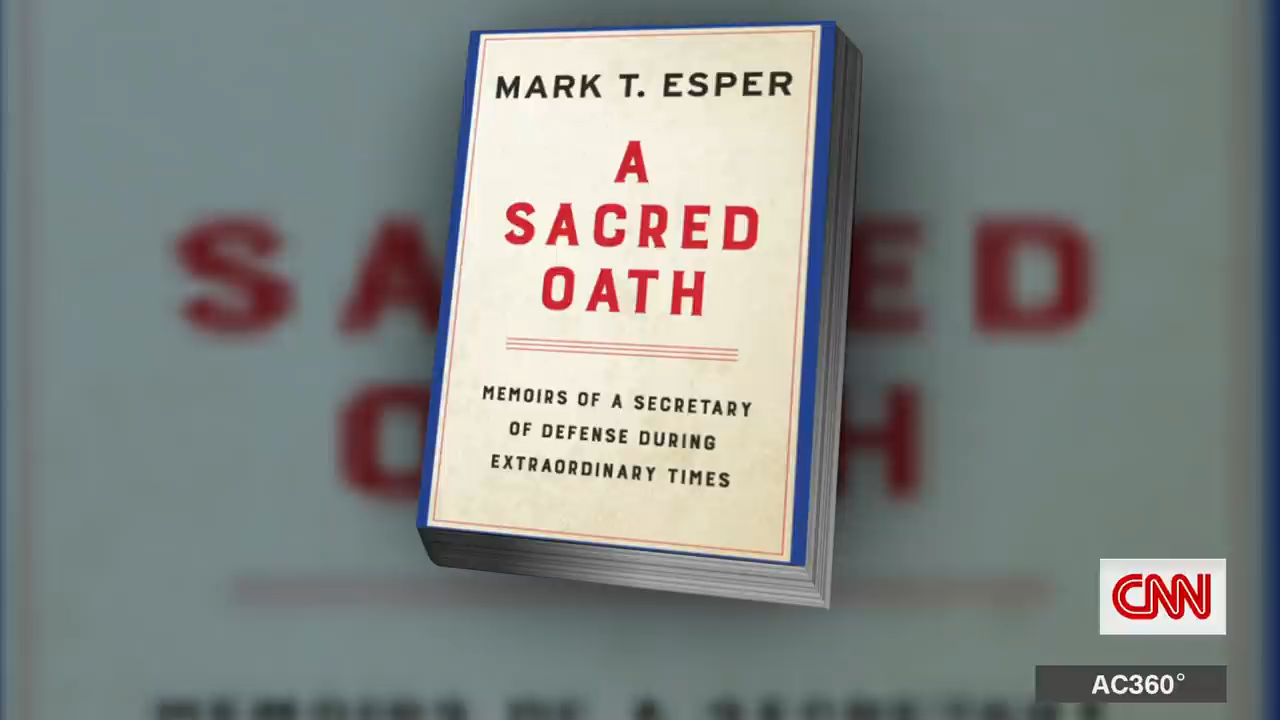 MARK T. ESPER
A
SACRED
OATH
MEMOIRS OF A SECRETARY
OF DEFENSE DURING
EXTRAORDINARY TIMES
CNN
AC360°